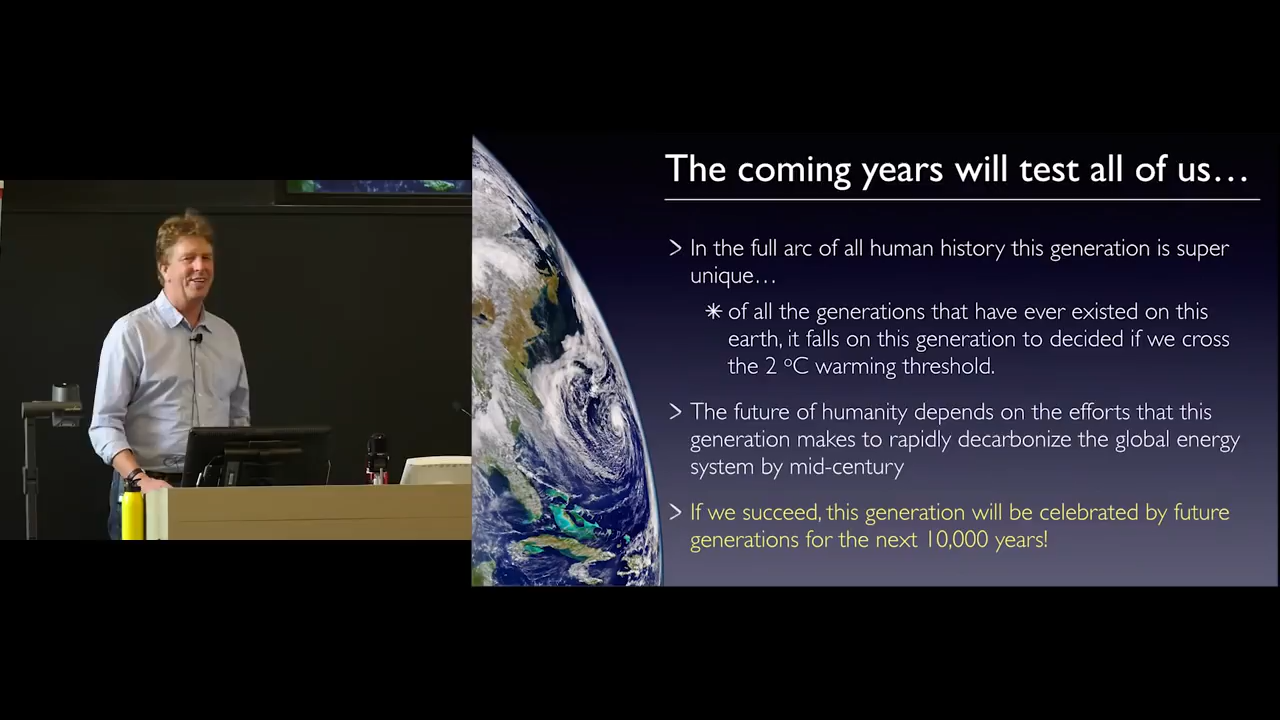 The coming years will test all of us…
> In the full arc of all human history this generation is super
unique…
✳ of all the generations that have ever existed on this
earth, it falls on this generation to decided if we cross
the 2 °C warming threshold.
> The future of humanity depends on the efforts that this
generation makes to rapidly decarbonize the global energy
system by mid-century
> If we succeed, this generation will be celebrated by future
generations for the next 10,000 years!